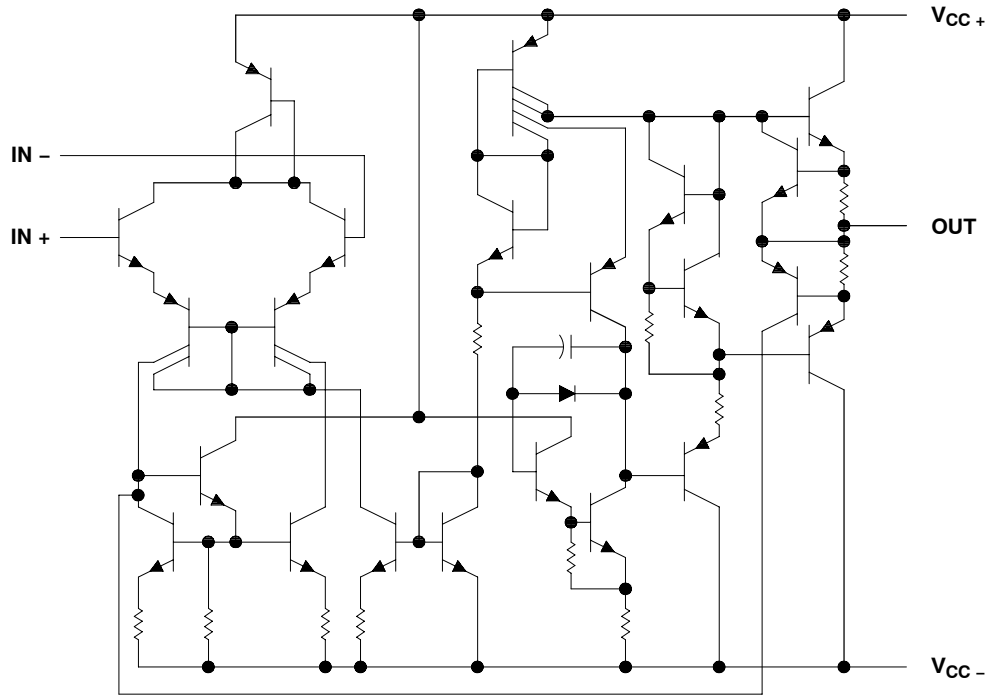 VCC +
IN −
IN +
OUT
VCC −